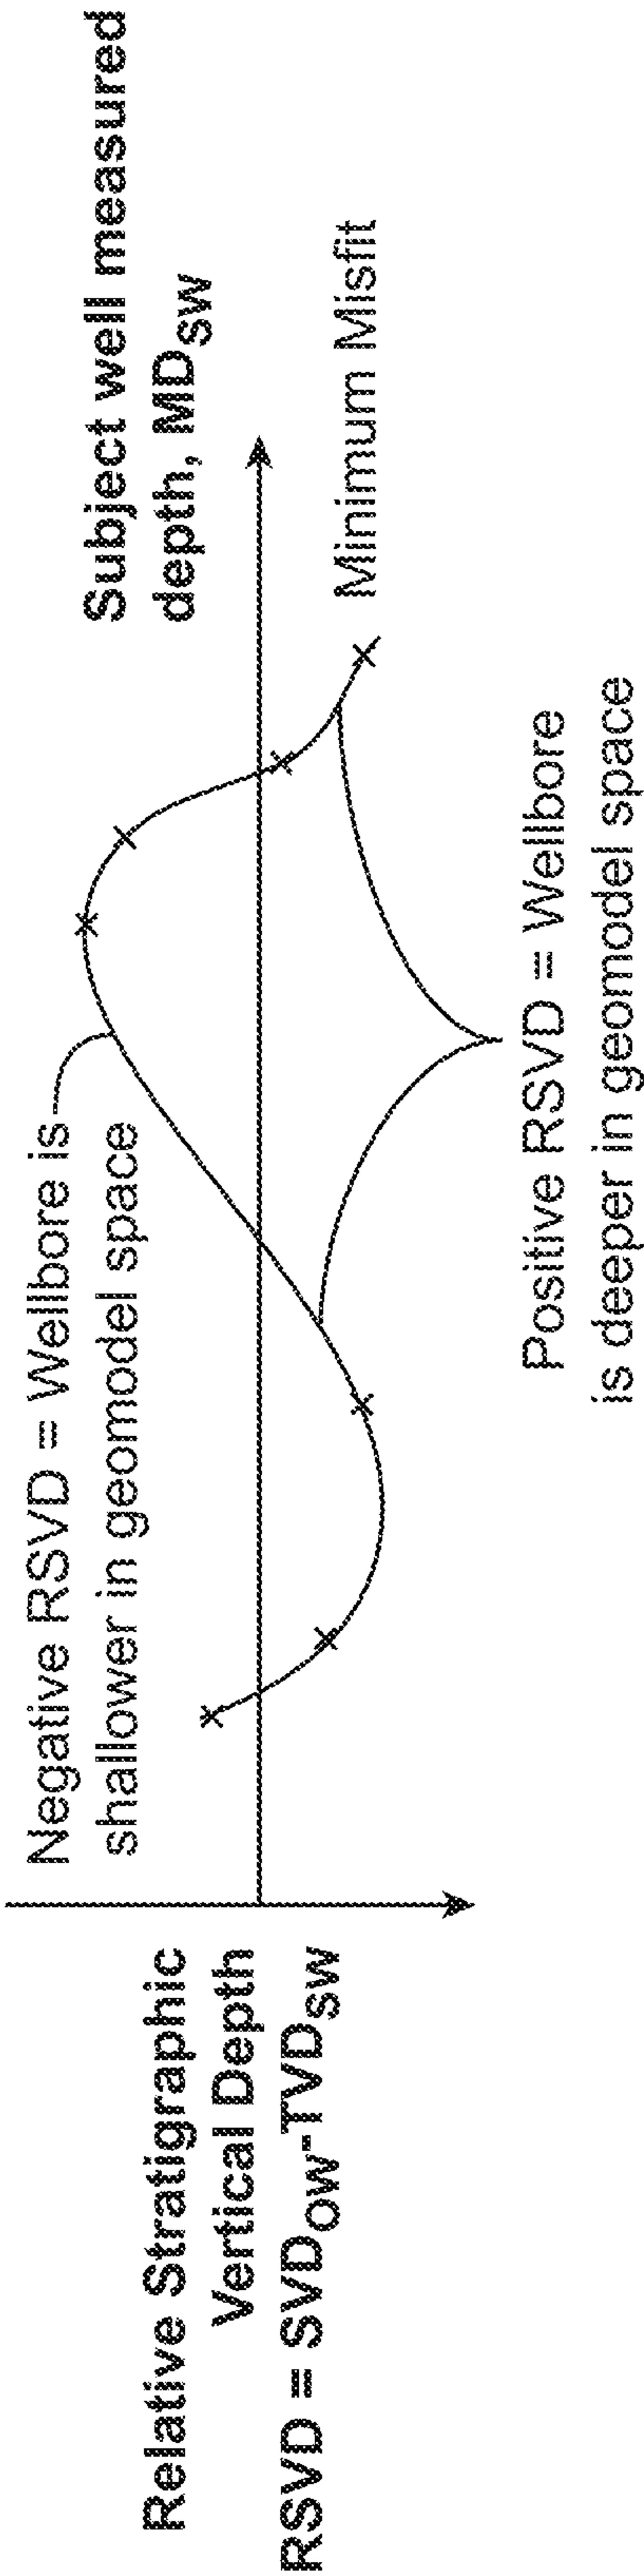 Relative Stratigraphic
Vertical Depth
RSVD = SVDOW-TVDSW
Negative RSVD = Wellbore is
shallower in geomodel space
Subject well measured
depth, MDSW
Minimum Misfit
Positive RSVD = Wellbore
is deeper in geomodel space